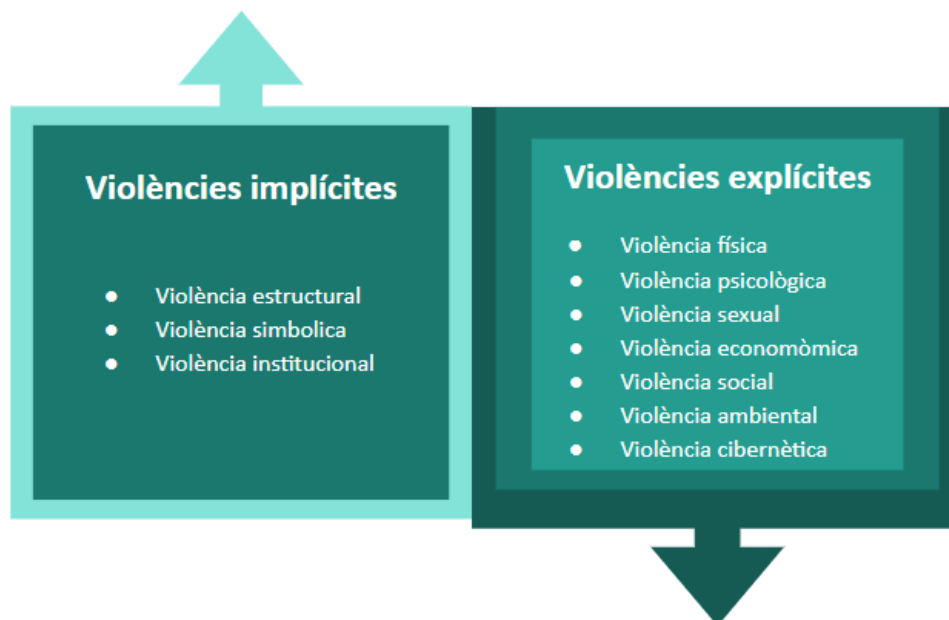 Violències implícites
● Violència estructural
● Violència simbolica
● Violència institucional
Violències explícites
● Violència física
● Violència psicològica
● Violència sexual
● Violència economòmica
● Violència social
● Violència ambiental
● Violència cibernètica